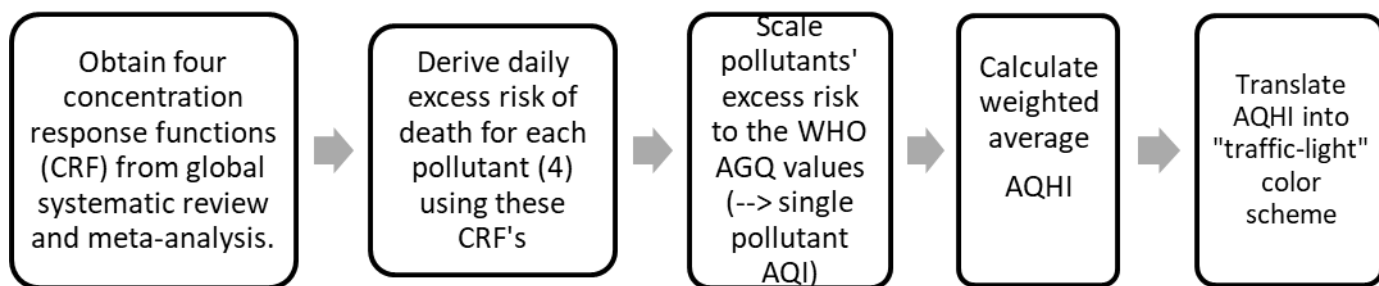 Obtain four
concentration
response functions
(CRF) from global
systematic review
and meta-analysis.
Derive daily
excess risk of
death for each
pollutant (4)
using these
CRF's
Scale
pollutants'
excess risk
to the WHO
AGQ values
(--> single
pollutant
AQI)
Calculate
weighted
average
AQHI
Translate
AQHI into
"traffic-light"
color
scheme